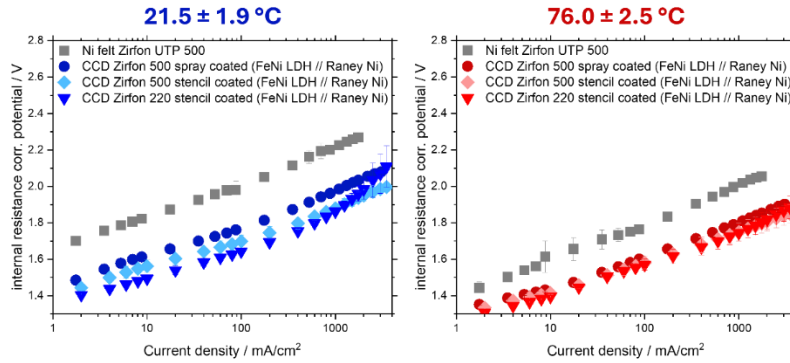 21.5 ± 1.9 °C
2.8
2.6
2.4
2.2
2.0
1.8
1.6
1.4
internal resistance corr. potential / V
Ni felt Zirfon UTP 500
CCD Zirfon 500 spray coated (FeNi LDH // Raney Ni)
CCD Zirfon 500 stencil coated (FeNi LDH // Raney Ni)
CCD Zirfon 220 stencil coated (FeNi LDH // Raney Ni)
1 10 100 1000
Current density / mA/cm²
76.0 ± 2.5 °C
2.8
2.6
2.4
2.2
2.0
1.8
1.6
1.4
internal resistance corr. potential / V
Ni felt Zirfon UTP 500
CCD Zirfon 500 spray coated (FeNi LDH // Raney Ni)
CCD Zirfon 500 stencil coated (FeNi LDH // Raney Ni)
CCD Zirfon 220 stencil coated (FeNi LDH // Raney Ni)
1 10 100 1000
Current density / mA/cm²